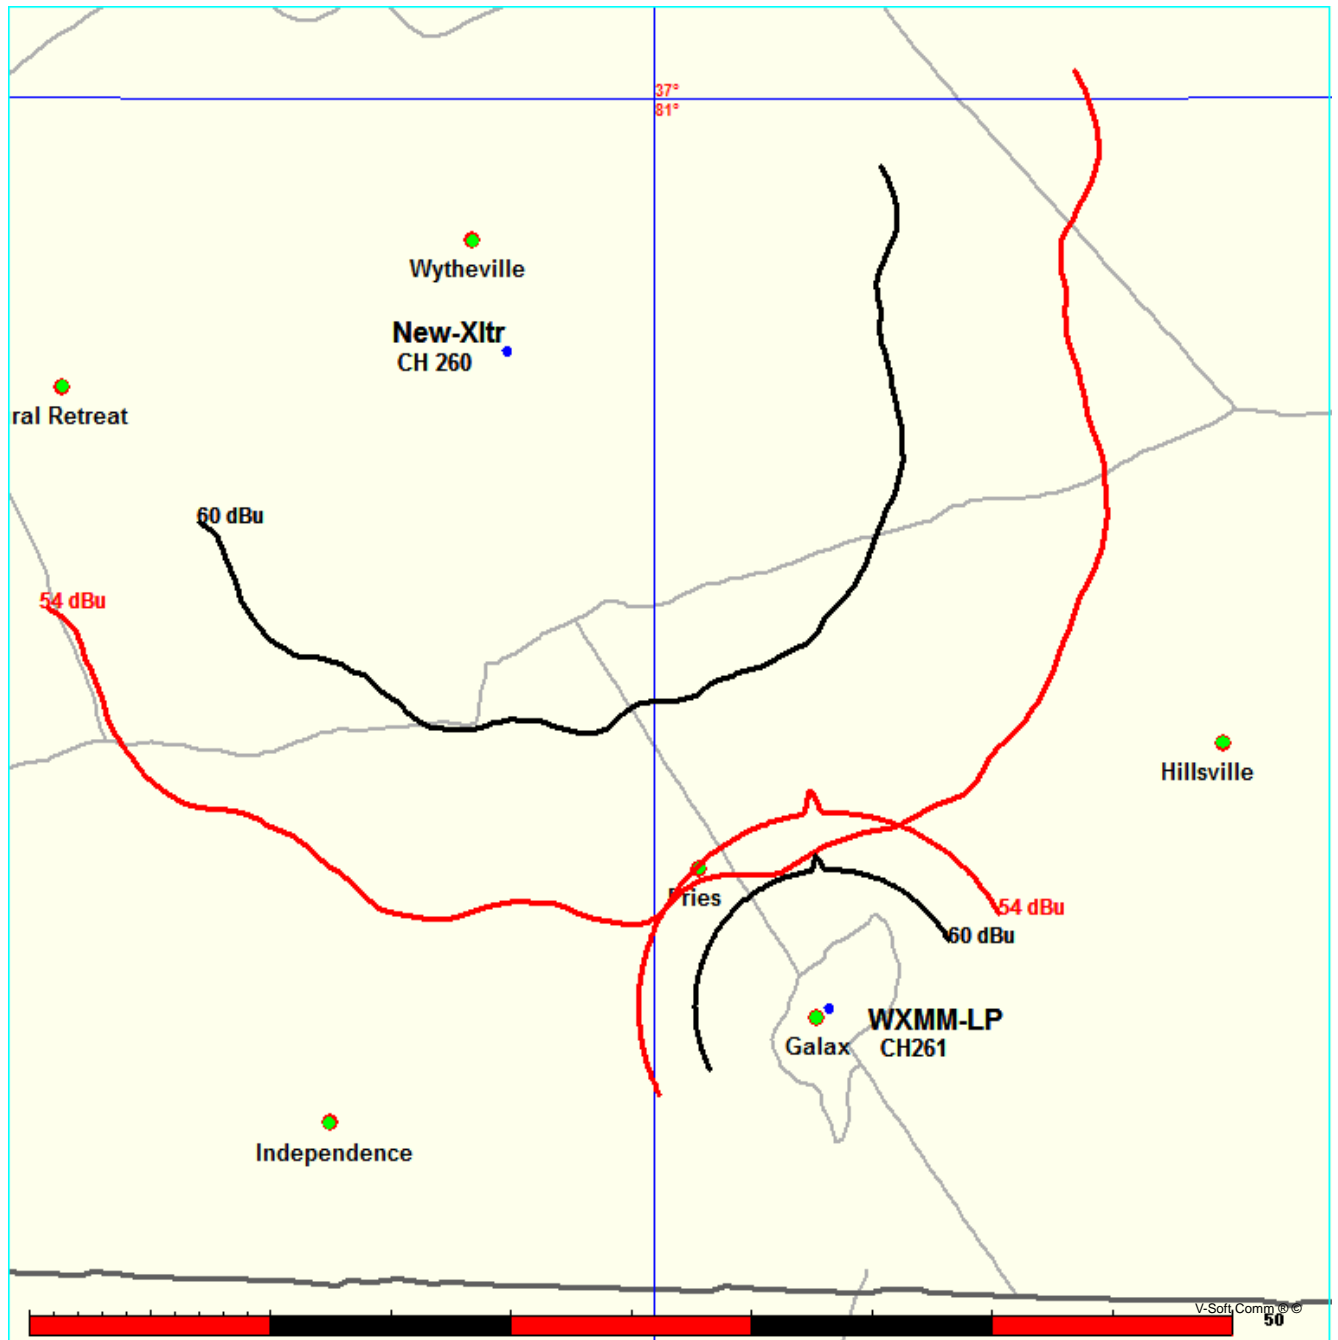 37°
81°
Wytheville
New-Xltr
CH 260
ral Retreat
60 dBu
54 dBu
Hillsville
Fries
54 dBu
60 dBu
WXMM-LP
Galax
CH261
Independence
V-Soft Comm ® ©
50